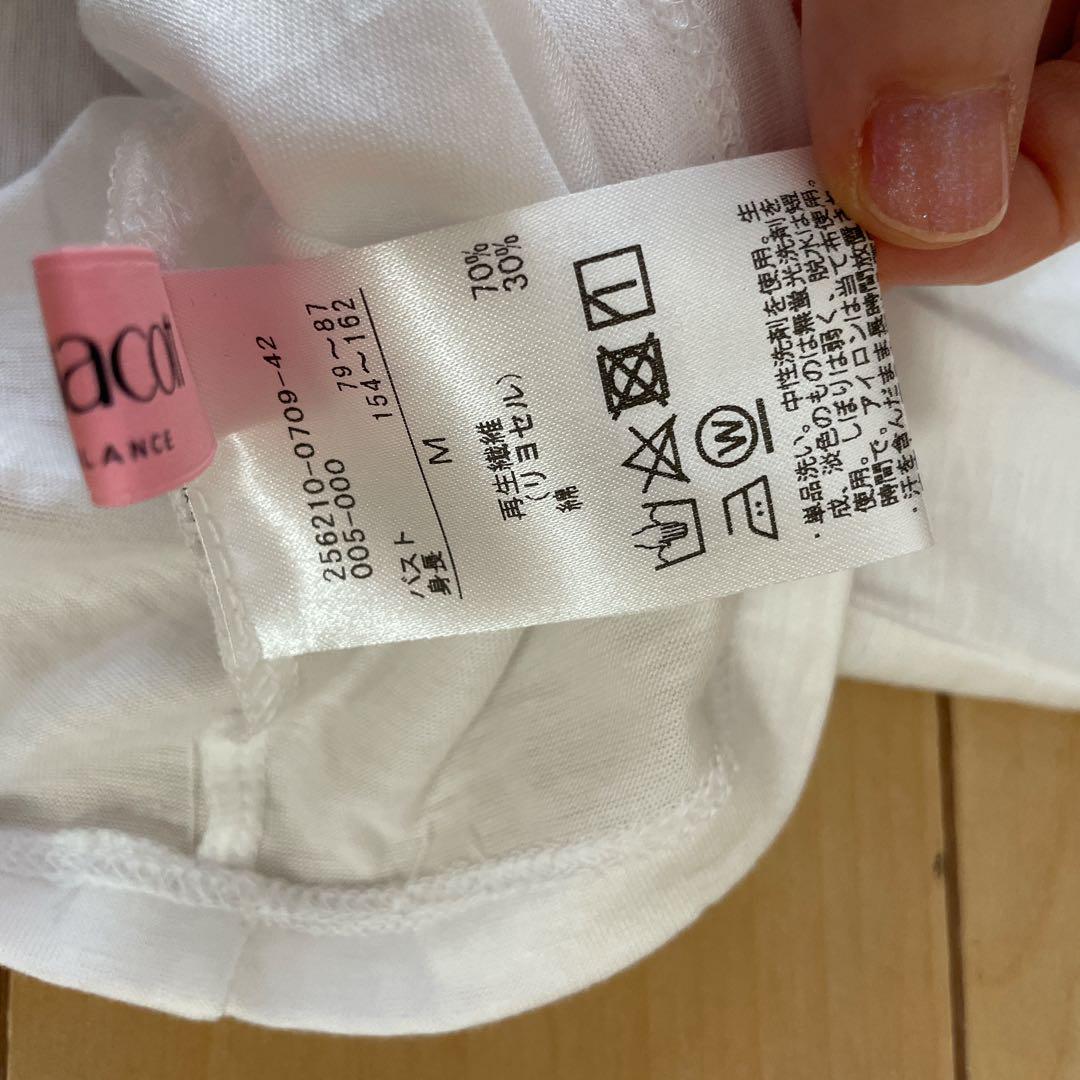 aco
LANCE
256210-0709-42
005-000
バスト 79〜87
身長 154〜162
M
再生繊維 70%
(リヨセル)
綿 30%
W
・単品洗い。中性洗剤を使用。生
成、淡色のものは無蛍光洗剤を
使用。しぼりは弱く、脱水は短
時間で。アイロンは当て布使用。
・汗を含んだまま長時間放置